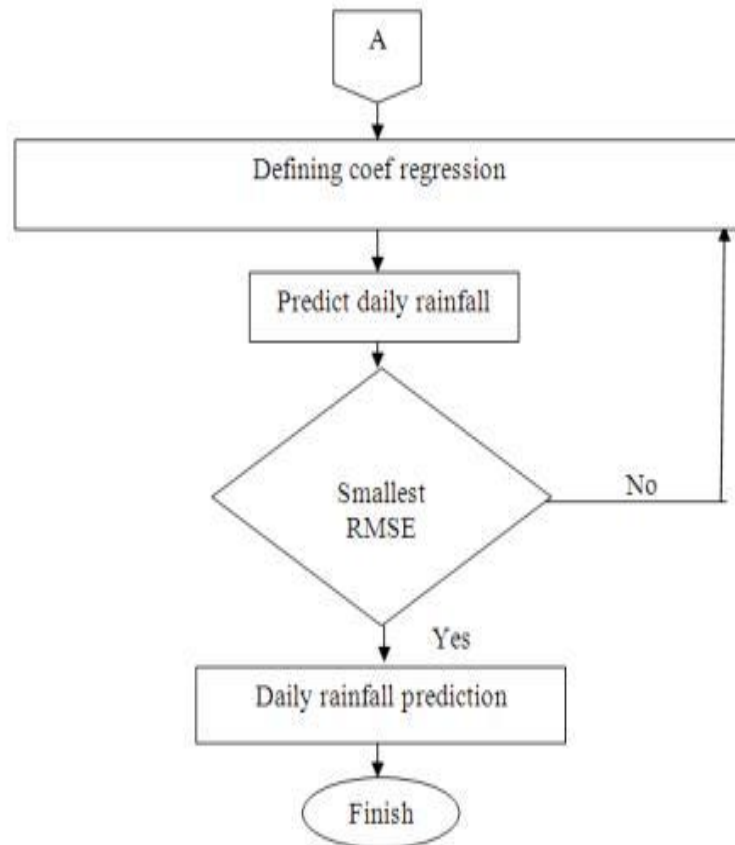 A
Defining coef regression
Predict daily rainfall
Smallest
RMSE
No
Yes
Daily rainfall prediction
Finish